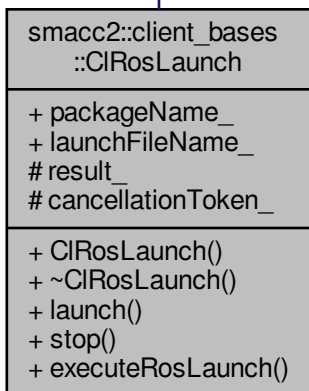 smacc2::client_bases
::ClRosLaunch
+ packageName_
+ launchFileName_
# result_
# cancellationToken_
+ ClRosLaunch()
+ ~ClRosLaunch()
+ launch()
+ stop()
+ executeRosLaunch()